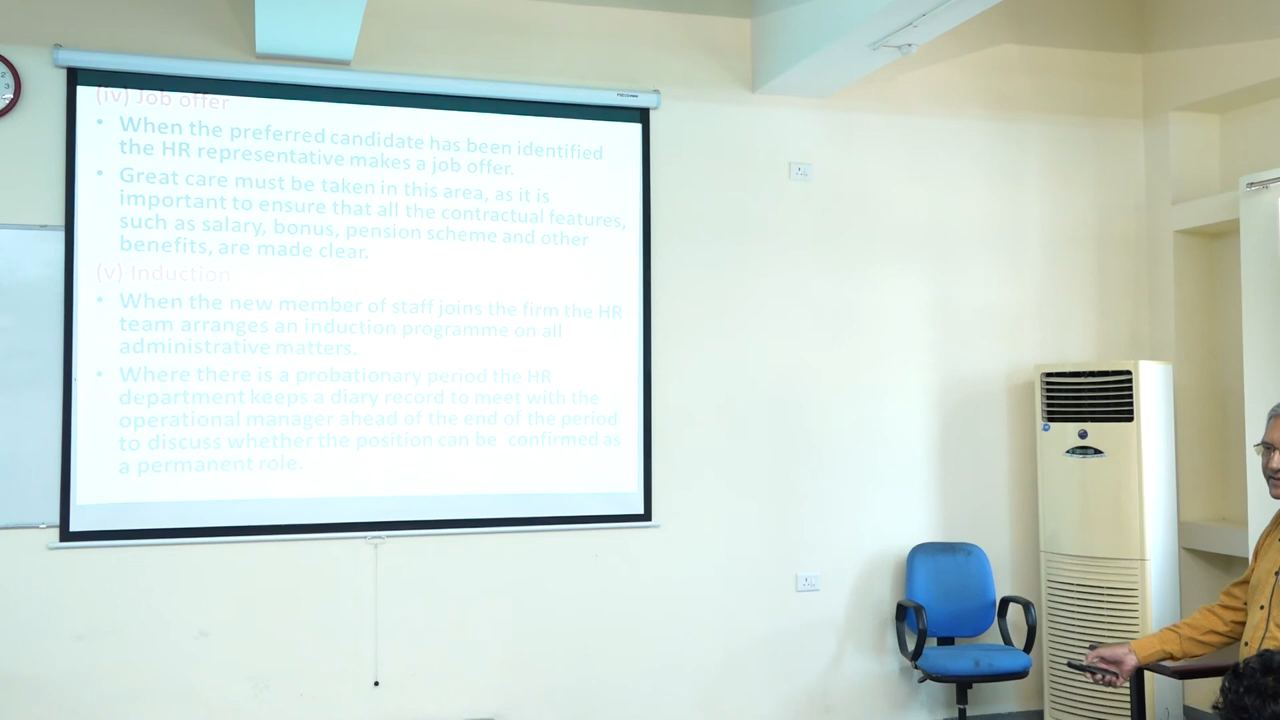 (iv) Job offer
• When the preferred candidate has been identified
the HR representative makes a job offer.
• Great care must be taken in this area, as it is
important to ensure that all the contractual features,
such as salary, bonus, pension scheme and other
benefits, are made clear.
(v) Induction
• When the new member of staff joins the firm the HR
team arranges an induction programme on all
administrative matters.
• Where there is a probationary period the HR
department keeps a diary record to meet with the
operational manager ahead of the end of the period
to discuss whether the position can be confirmed as
a permanent role.
2
3